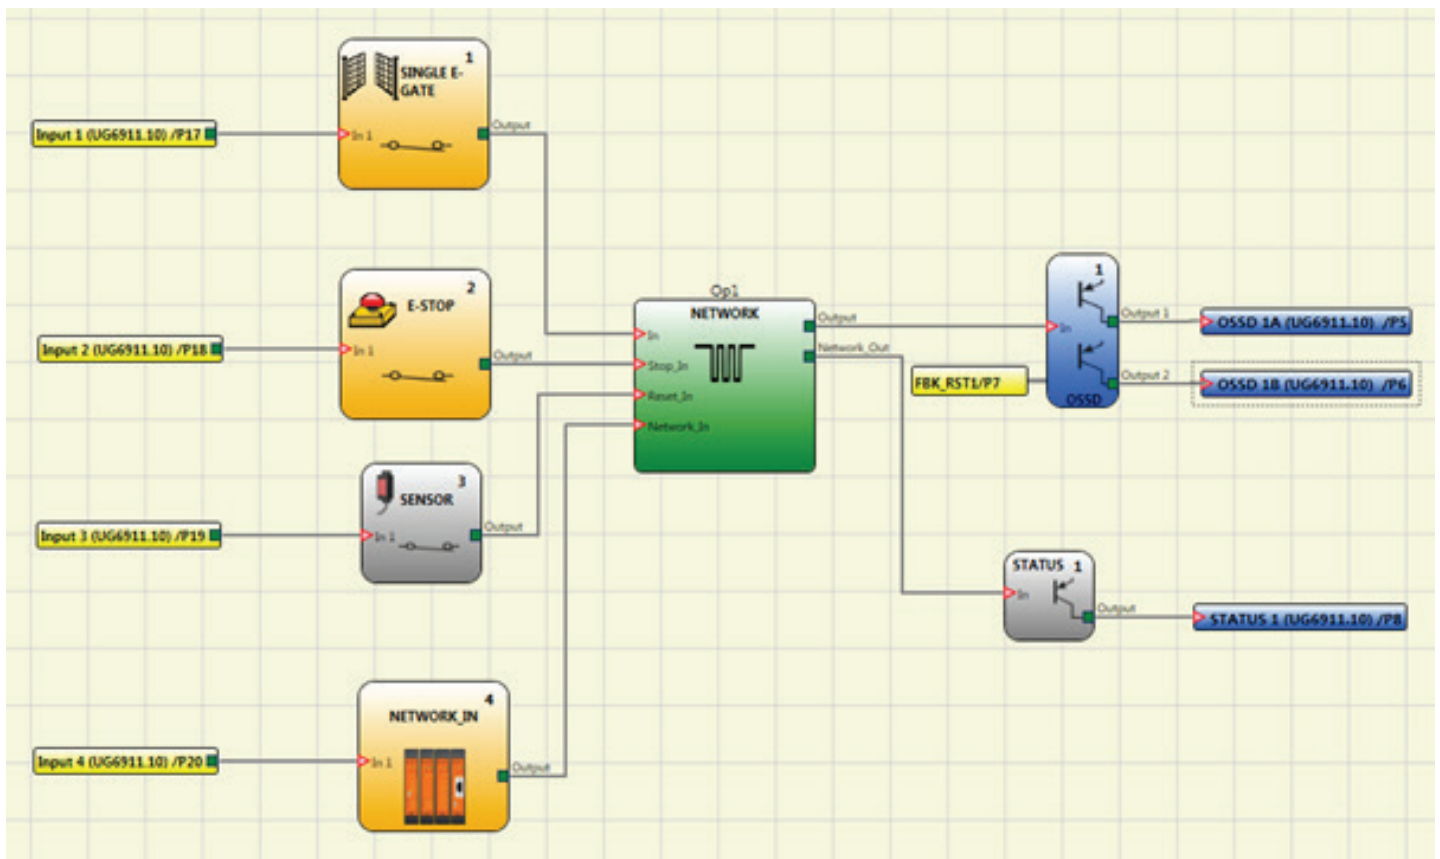 1
SINGLE E-
GATE
Input 1 (UG6911.10) /P17
In 1
Output
2
E-STOP
Input 2 (UG6911.10) /P18
In 1
Output
3
SENSOR
Input 3 (UG6911.10) /P19
In 1
Output
4
NETWORK_IN
Input 4 (UG6911.10) /P20
In 1
Output
Op1
NETWORK
In
Stop_In
Reset_In
Network_In
Output
Network_Out
1
In
OSSD
FBK_RST1/P7
Output 1
OSSD 1A (UG6911.10) /P5
Output 2
OSSD 1B (UG6911.10) /P6
STATUS 1
In
Output
STATUS 1 (UG6911.10) /P8